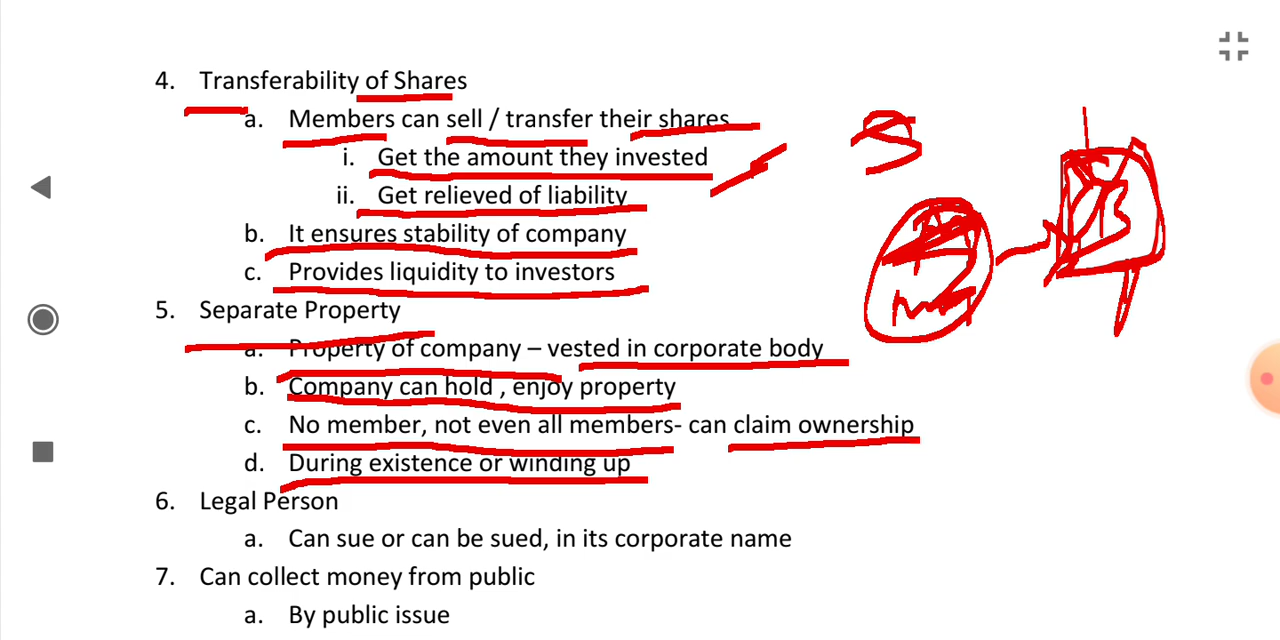 4. Transferability of Shares
a. Members can sell / transfer their shares
i. Get the amount they invested
ii. Get relieved of liability
b. It ensures stability of company
c. Provides liquidity to investors
5. Separate Property
a. Property of company – vested in corporate body
b. Company can hold , enjoy property
c. No member, not even all members- can claim ownership
d. During existence or winding up
6. Legal Person
a. Can sue or can be sued, in its corporate name
7. Can collect money from public
a. By public issue